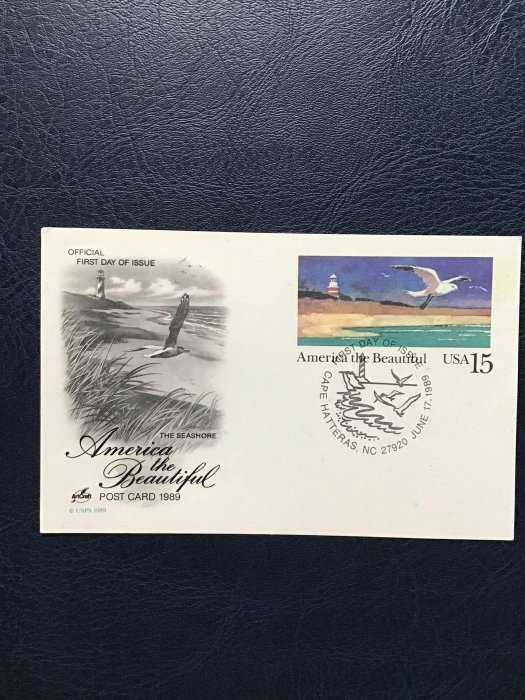 OFFICIAL
FIRST DAY OF ISSUE
THE SEASHORE
America
the
Beautiful
ArtCraft
POST CARD 1989
© USPS 1989
America the Beautiful USA 15
FIRST DAY OF ISSUE
CAPE HATTERAS, NC 27920 JUNE 17, 1989